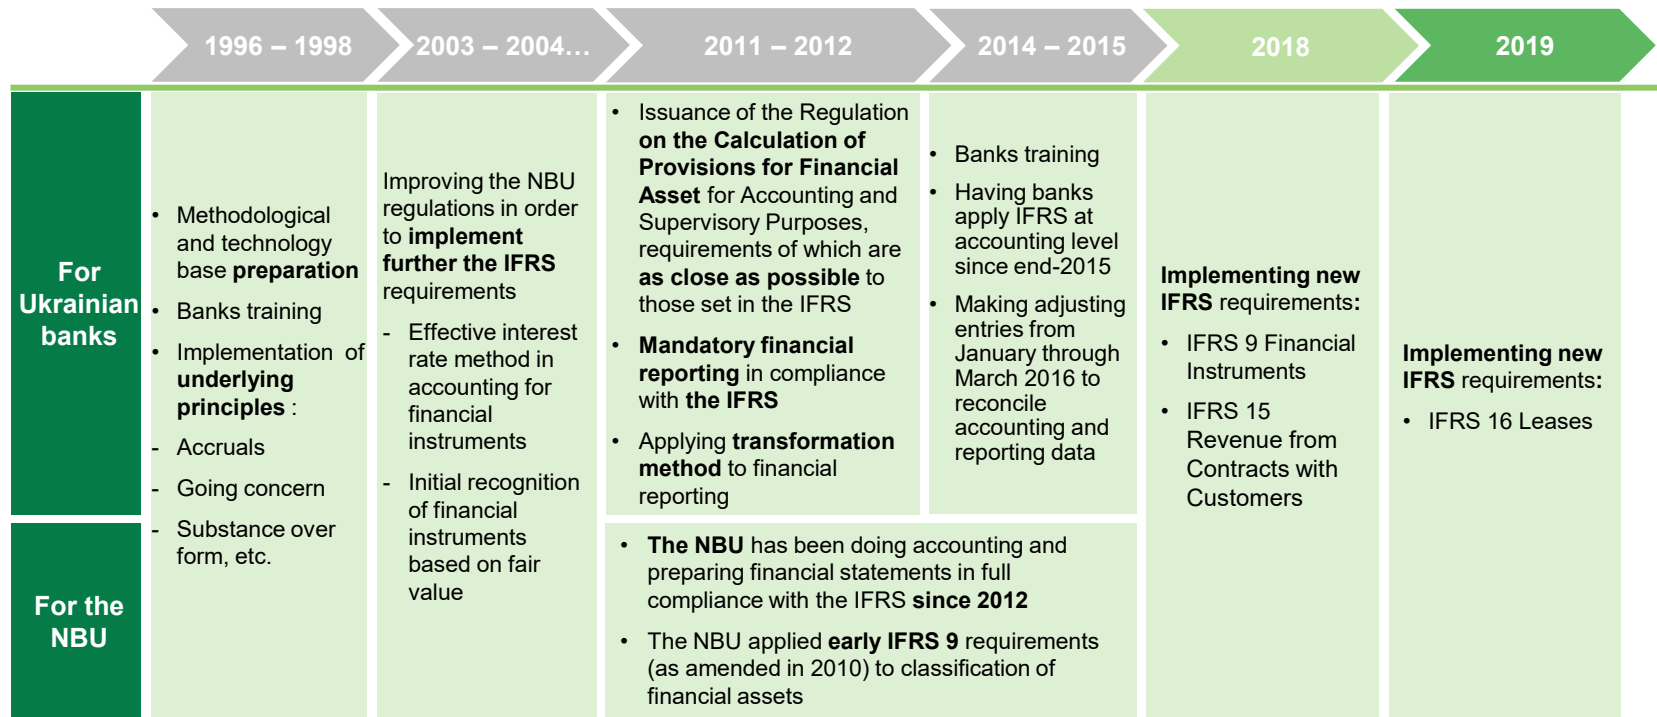 1996 – 1998
2003 – 2004…
2011 – 2012
2014 – 2015
2018
2019
For
Ukrainian
banks
• Methodological
and technology
base preparation
• Banks training
• Implementation of
underlying
principles :
- Accruals
- Going concern
- Substance over
form, etc.
Improving the NBU
regulations in order
to implement
further the IFRS
requirements
- Effective interest
rate method in
accounting for
financial
instruments
- Initial recognition
of financial
instruments
based on fair
value
• Issuance of the Regulation
on the Calculation of
Provisions for Financial
Asset for Accounting and
Supervisory Purposes,
requirements of which are
as close as possible to
those set in the IFRS
• Mandatory financial
reporting in compliance
with the IFRS
• Applying transformation
method to financial
reporting
• Banks training
• Having banks
apply IFRS at
accounting level
since end-2015
• Making adjusting
entries from
January through
March 2016 to
reconcile
accounting and
reporting data
Implementing new
IFRS requirements:
• IFRS 9 Financial
Instruments
• IFRS 15
Revenue from
Contracts with
Customers
Implementing new
IFRS requirements:
• IFRS 16 Leases
For the
NBU
• The NBU has been doing accounting and
preparing financial statements in full
compliance with the IFRS since 2012
• The NBU applied early IFRS 9 requirements
(as amended in 2010) to classification of
financial assets